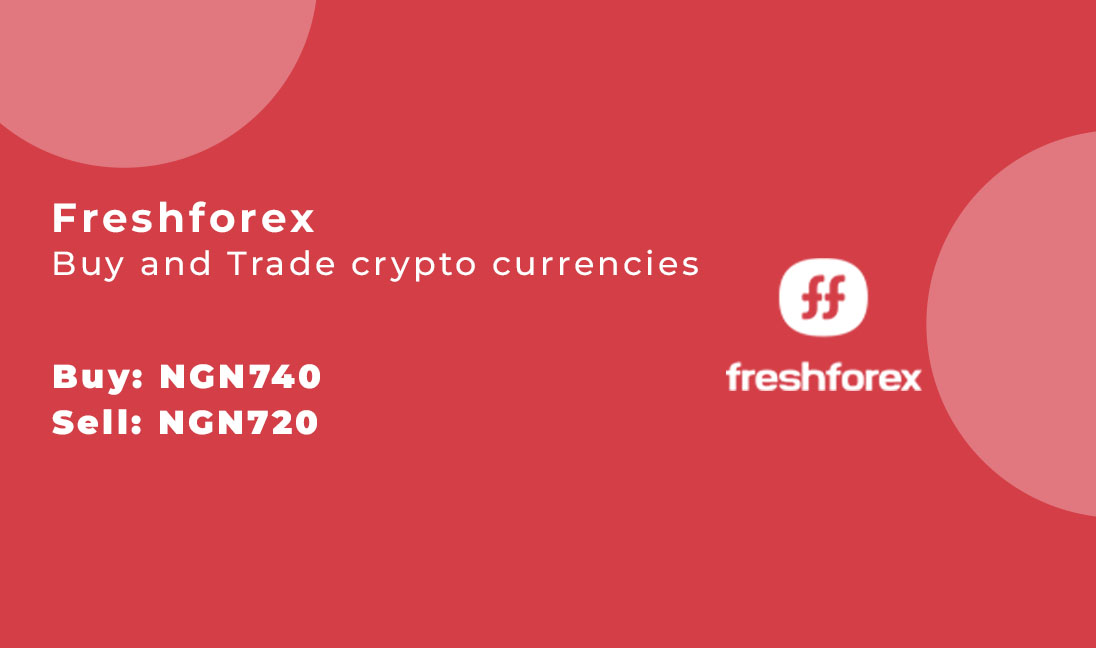 Freshforex
Buy and Trade crypto currencies
Buy: NGN740
Sell: NGN720
ff
freshforex